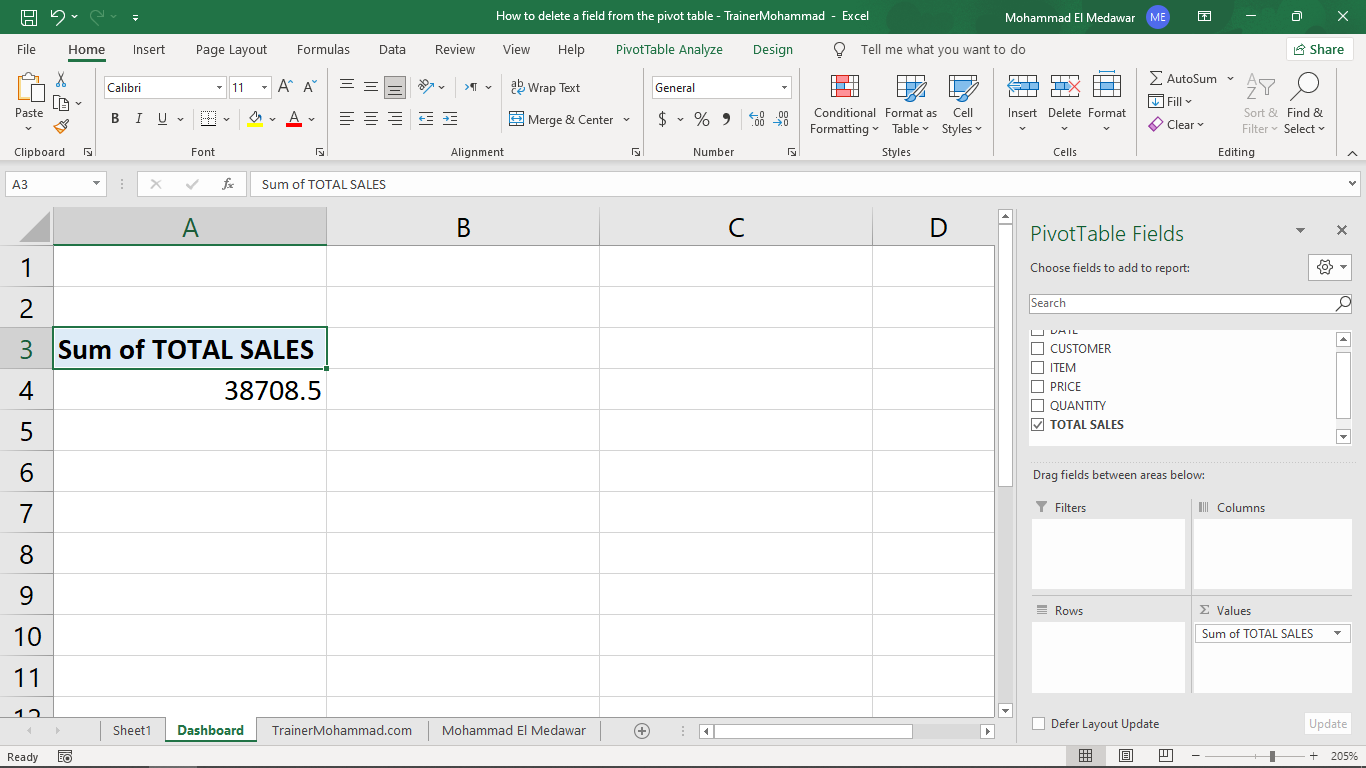 How to delete a field from the pivot table - TrainerMohammad - Excel
Mohammad El Medawar ME
File Home Insert Page Layout Formulas Data Review View Help PivotTable Analyze Design Tell me what you want to do Share
Paste
Clipboard
Calibri 11
B I U A
Font
Wrap Text
Merge & Center
Alignment
General
$ % 9
Number
Conditional Formatting
Format as Table
Cell Styles
Styles
Insert Delete Format
Cells
AutoSum
Fill
Clear
Sort & Filter
Find & Select
Editing
A3 fx Sum of TOTAL SALES
A B C D
1
2
3 Sum of TOTAL SALES
4 38708.5
5
6
7
8
9
10
11
12
PivotTable Fields
Choose fields to add to report:
Search
DATE
CUSTOMER
ITEM
PRICE
QUANTITY
TOTAL SALES
Drag fields between areas below:
Filters Columns
Rows Σ Values
Sum of TOTAL SALES
Defer Layout Update Update
Sheet1 Dashboard TrainerMohammad.com Mohammad El Medawar
Ready 205%